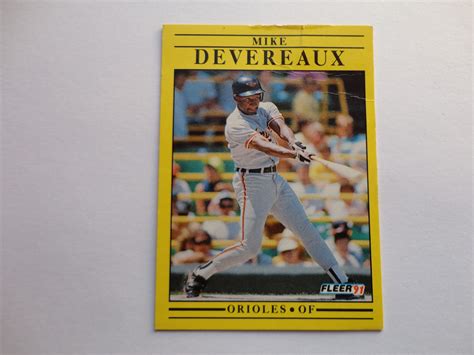 MIKE
DEVEREAUX
FLEER '91
ORIOLES • OF